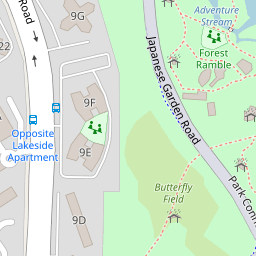 9G
Road
22
Adventure
Stream
Forest
Ramble
Japanese Garden Road
9F
Opposite
Lakeside
Apartment
9E
Butterfly
Field
9D
Park Conn